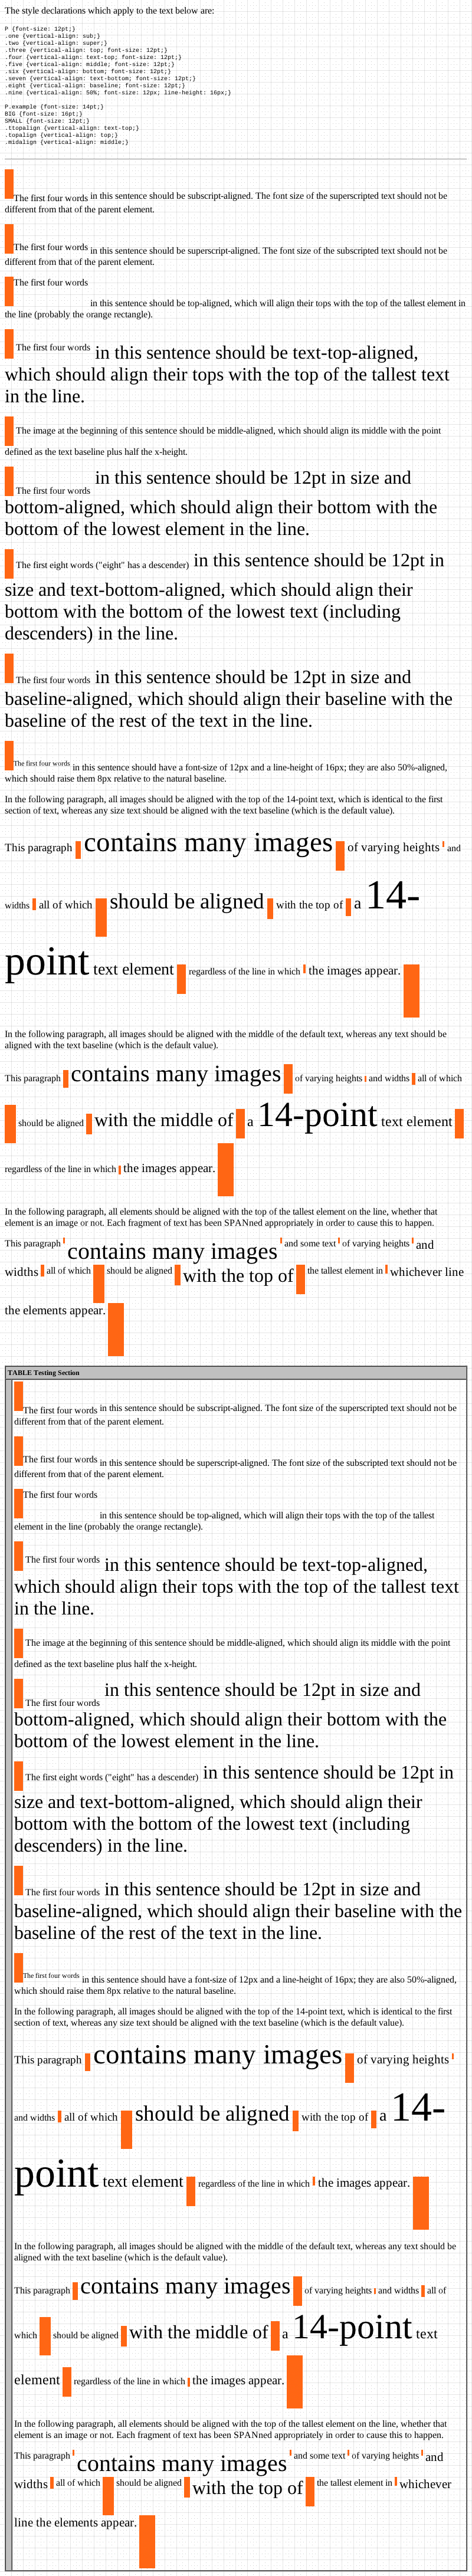 The style declarations which apply to the text below are:
P {font-size: 12pt;}
.one {vertical-align: sub;}
.two {vertical-align: super;}
.three {vertical-align: top; font-size: 12pt;}
.four {vertical-align: text-top; font-size: 12pt;}
.five {vertical-align: middle; font-size: 12pt;}
.six {vertical-align: bottom; font-size: 12pt;}
.seven {vertical-align: text-bottom; font-size: 12pt;}
.eight {vertical-align: baseline; font-size: 12pt;}
.nine {vertical-align: 50%; font-size: 12px; line-height: 16px;}
P.example {font-size: 14pt;}
BIG {font-size: 16pt;}
SMALL {font-size: 12pt;}
.ttopalign {vertical-align: text-top;}
.topalign {vertical-align: top;}
.midalign {vertical-align: middle;}
The first four words in this sentence should be subscript-aligned. The font size of the superscripted text should not be
different from that of the parent element.
The first four words in this sentence should be superscript-aligned. The font size of the subscripted text should not be
different from that of the parent element.
The first four words in this sentence should be top-aligned, which will align their tops with the top of the tallest element in
the line (probably the orange rectangle).
The first four words in this sentence should be text-top-aligned,
which should align their tops with the top of the tallest text
in the line.
The image at the beginning of this sentence should be middle-aligned, which should align its middle with the point
defined as the text baseline plus half the x-height.
The first four words in this sentence should be 12pt in size and
bottom-aligned, which should align their bottom with the
bottom of the lowest element in the line.
The first eight words ("eight" has a descender) in this sentence should be 12pt in
size and text-bottom-aligned, which should align their
bottom with the bottom of the lowest text (including
descenders) in the line.
The first four words in this sentence should be 12pt in size and
baseline-aligned, which should align their baseline with the
baseline of the rest of the text in the line.
The first four words in this sentence should have a font-size of 12px and a line-height of 16px; they are also 50%-aligned,
which should raise them 8px relative to the natural baseline.
In the following paragraph, all images should be aligned with the top of the 14-point text, which is identical to the first
section of text, whereas any size text should be aligned with the text baseline (which is the default value).
This paragraph contains many images of varying heights and
widths all of which should be aligned with the top of a 14-
point text element regardless of the line in which the images appear.
In the following paragraph, all images should be aligned with the middle of the default text, whereas any text should be
aligned with the text baseline (which is the default value).
This paragraph contains many images of varying heights and widths all of which
should be aligned with the middle of a 14-point text element
regardless of the line in which the images appear.
In the following paragraph, all elements should be aligned with the top of the tallest element on the line, whether that
element is an image or not. Each fragment of text has been SPANned appropriately in order to cause this to happen.
This paragraph contains many images and some text of varying heights and
widths all of which should be aligned with the top of the tallest element in whichever line
the elements appear.
TABLE Testing Section
The first four words in this sentence should be subscript-aligned. The font size of the superscripted text should not be
different from that of the parent element.
The first four words in this sentence should be superscript-aligned. The font size of the subscripted text should not be
different from that of the parent element.
The first four words in this sentence should be top-aligned, which will align their tops with the top of the tallest
element in the line (probably the orange rectangle).
The first four words in this sentence should be text-top-aligned,
which should align their tops with the top of the tallest text
in the line.
The image at the beginning of this sentence should be middle-aligned, which should align its middle with the point
defined as the text baseline plus half the x-height.
The first four words in this sentence should be 12pt in size and
bottom-aligned, which should align their bottom with the
bottom of the lowest element in the line.
The first eight words ("eight" has a descender) in this sentence should be 12pt in
size and text-bottom-aligned, which should align their
bottom with the bottom of the lowest text (including
descenders) in the line.
The first four words in this sentence should be 12pt in size and
baseline-aligned, which should align their baseline with the
baseline of the rest of the text in the line.
The first four words in this sentence should have a font-size of 12px and a line-height of 16px; they are also 50%-aligned,
which should raise them 8px relative to the natural baseline.
In the following paragraph, all images should be aligned with the top of the 14-point text, which is identical to the first
section of text, whereas any size text should be aligned with the text baseline (which is the default value).
This paragraph contains many images of varying heights
and widths all of which should be aligned with the top of a 14-
point text element regardless of the line in which the images appear.
In the following paragraph, all images should be aligned with the middle of the default text, whereas any text should be
aligned with the text baseline (which is the default value).
This paragraph contains many images of varying heights and widths all of
which should be aligned with the middle of a 14-point text
element regardless of the line in which the images appear.
In the following paragraph, all elements should be aligned with the top of the tallest element on the line, whether that
element is an image or not. Each fragment of text has been SPANned appropriately in order to cause this to happen.
This paragraph contains many images and some text of varying heights and
widths all of which should be aligned with the top of the tallest element in whichever
line the elements appear.